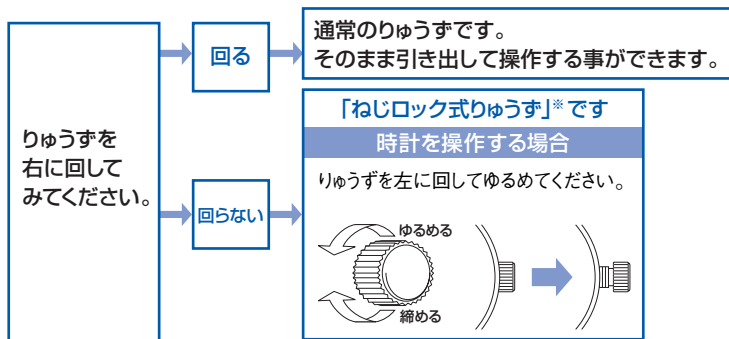 りゅうずを
右に回して
みてください。
回る
通常のりゅうずです。
そのまま引き出して操作する事ができます。
回らない
「ねじロック式りゅうず」※です
時計を操作する場合
りゅうずを左に回してゆるめてください。
ゆるめる
締める